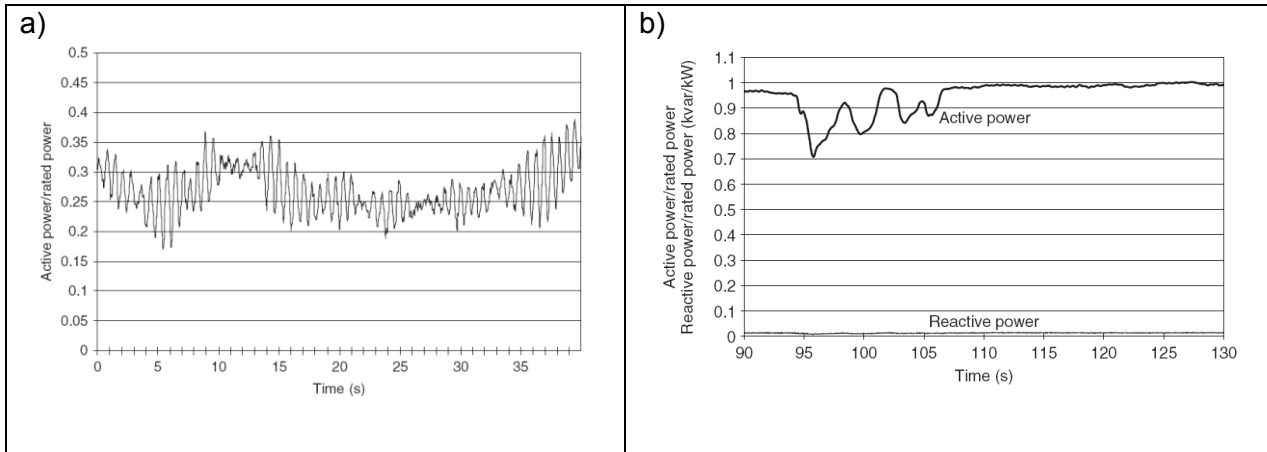 a)
0.5
0.45
0.4
0.35
0.3
0.25
0.2
0.15
0.1
0.05
0
Active power/rated power
0 5 10 15 20 25 30 35
Time (s)
b)
1.1
1
0.9
0.8
0.7
0.6
0.5
0.4
0.3
0.2
0.1
0
Active power/rated power
Reactive power/rated power (kvar/kW)
Active power
Reactive power
90 95 100 105 110 115 120 125 130
Time (s)